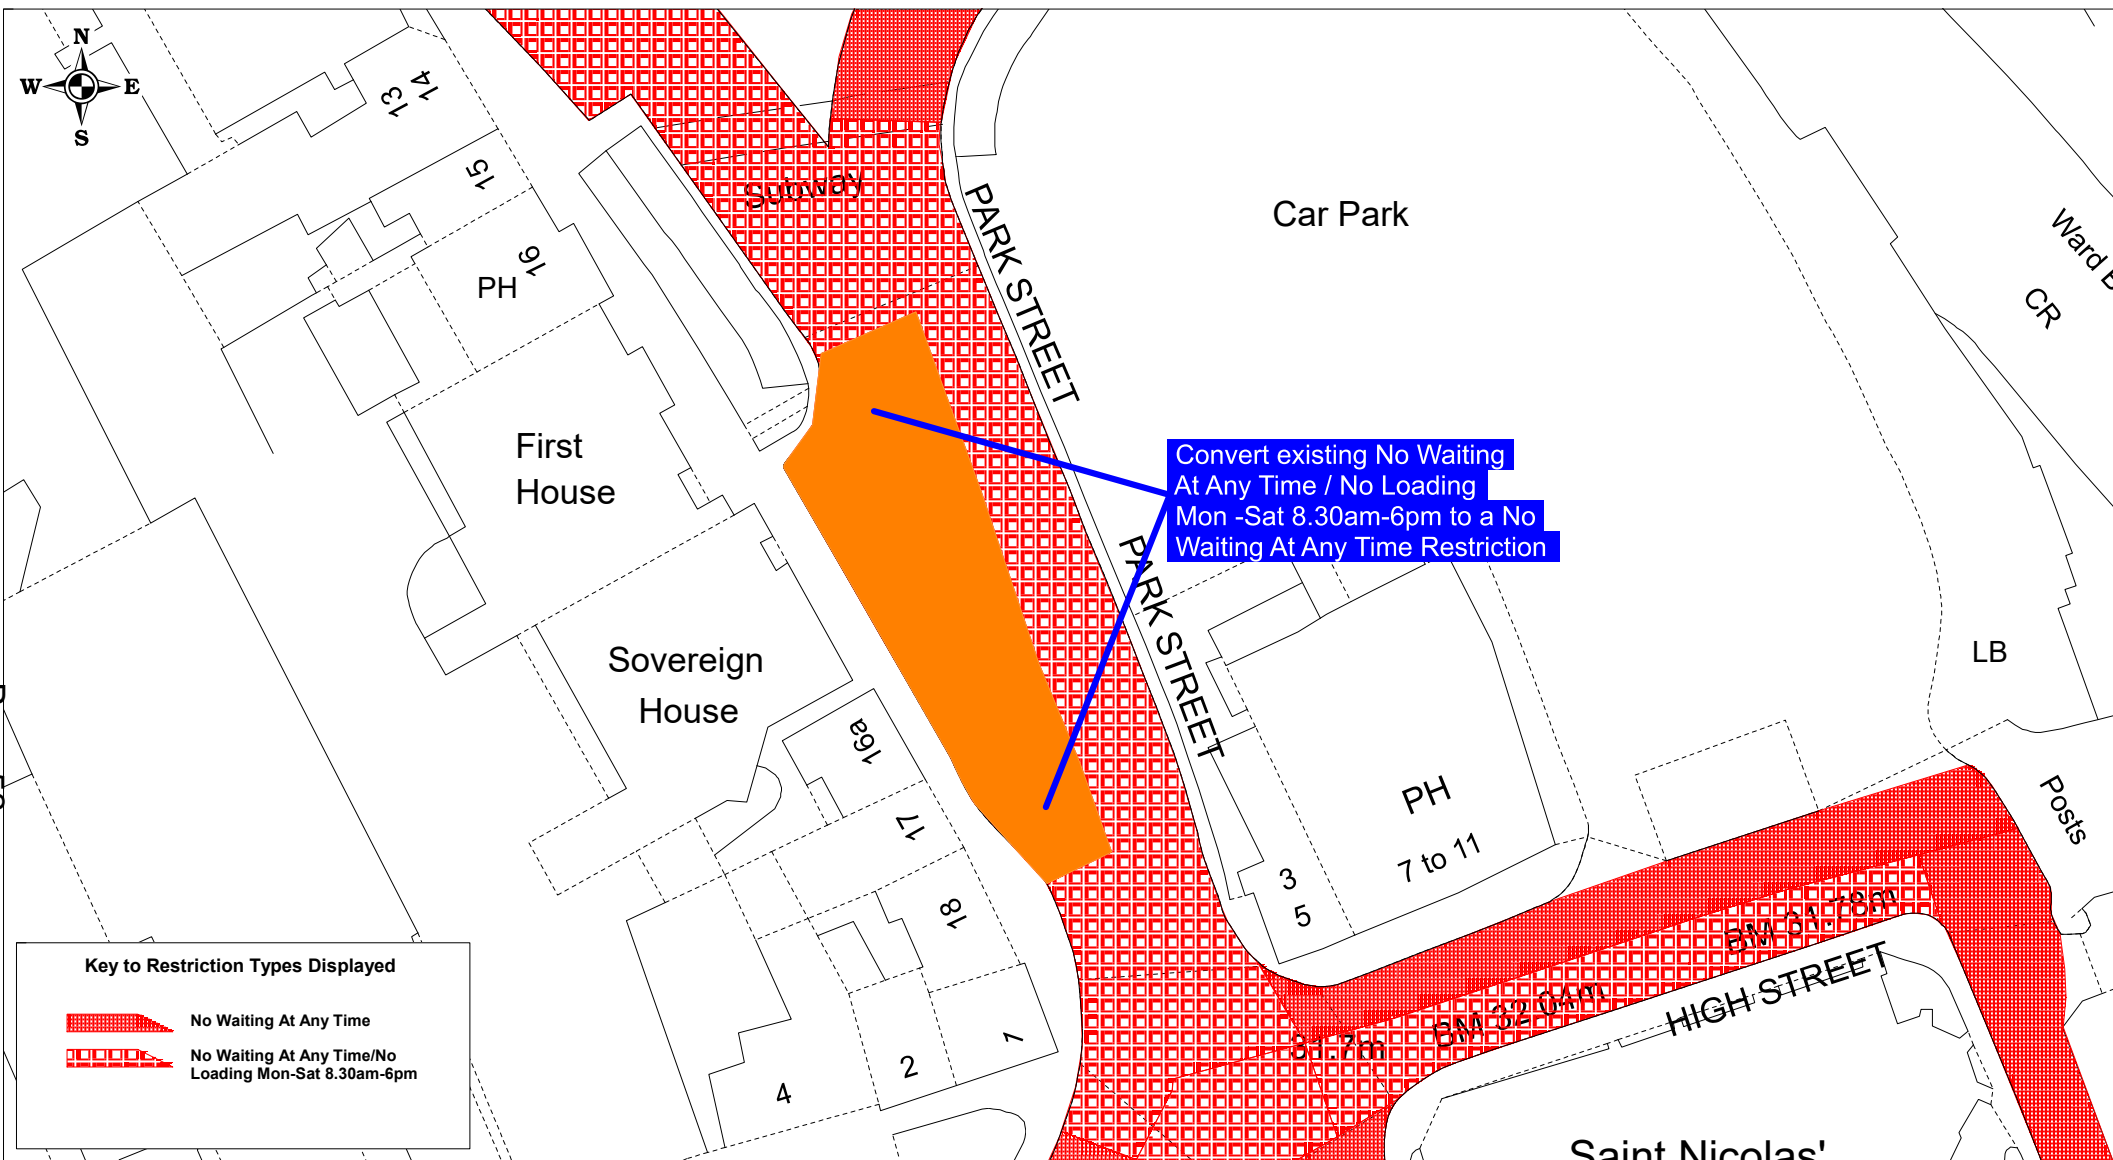 N
W
E
S
14
13
15
16
PH
Subway
PARK STREET
Car Park
CR
First
House
Convert existing No Waiting
At Any Time / No Loading
Mon -Sat 8.30am-6pm to a No
Waiting At Any Time Restriction
PARK STREET
Sovereign
House
LB
16a
17
18
PH
7 to 11
3
5
Posts
BM 31.78m
BM 32.04m
31.7m
HIGH STREET
1
2
4
Saint Nicolas'
Key to Restriction Types Displayed
No Waiting At Any Time
No Waiting At Any Time/No
Loading Mon-Sat 8.30am-6pm